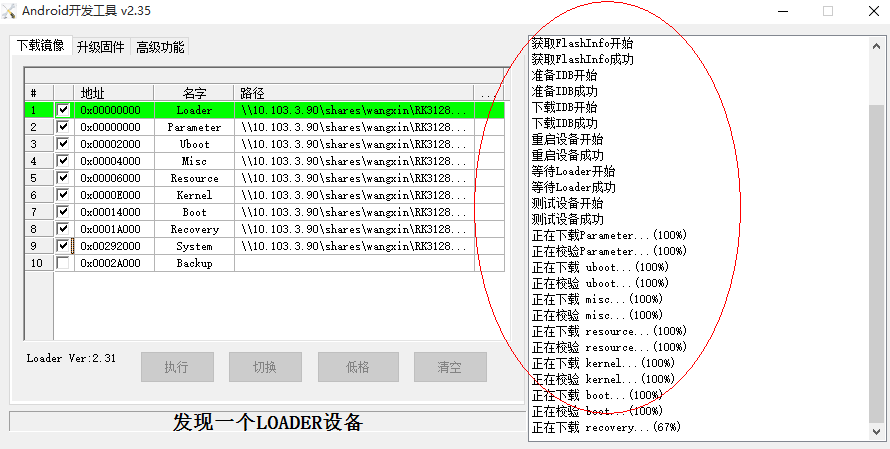 Android开发工具 v2.35
下载镜像 升级固件 高级功能
# 地址 名字 路径 ...
1 0x00000000 Loader \\10.103.3.90\shares\wangxin\RK3128...
2 0x00000000 Parameter \\10.103.3.90\shares\wangxin\RK3128...
3 0x00002000 Uboot \\10.103.3.90\shares\wangxin\RK3128...
4 0x00004000 Misc \\10.103.3.90\shares\wangxin\RK3128...
5 0x00006000 Resource \\10.103.3.90\shares\wangxin\RK3128...
6 0x0000E000 Kernel \\10.103.3.90\shares\wangxin\RK3128...
7 0x00014000 Boot \\10.103.3.90\shares\wangxin\RK3128...
8 0x0001A000 Recovery \\10.103.3.90\shares\wangxin\RK3128...
9 0x00292000 System \\10.103.3.90\shares\wangxin\RK3128...
10 0x0002A000 Backup
Loader Ver:2.31
执行 切换 低格 清空
发现一个LOADER设备
获取FlashInfo开始
获取FlashInfo成功
准备IDB开始
准备IDB成功
下载IDB开始
下载IDB成功
重启设备开始
重启设备成功
等待Loader开始
等待Loader成功
测试设备开始
测试设备成功
正在下载Parameter...(100%)
正在校验Parameter...(100%)
正在下载 uboot...(100%)
正在校验 uboot...(100%)
正在下载 misc...(100%)
正在校验 misc...(100%)
正在下载 resource...(100%)
正在校验 resource...(100%)
正在下载 kernel...(100%)
正在校验 kernel...(100%)
正在下载 boot...(100%)
正在校验 boot...(100%)
正在下载 recovery...(67%)